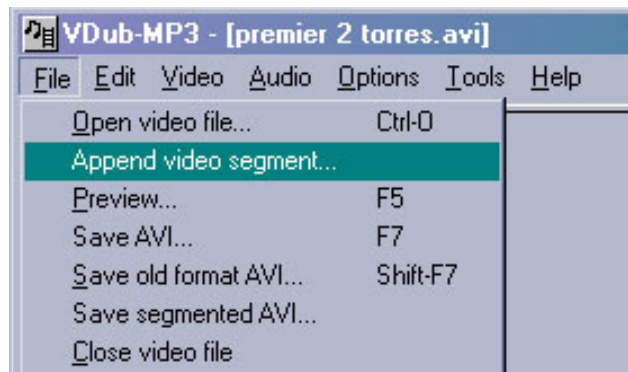 VDub-MP3 - [premier 2 torres.avi]
File Edit Video Audio Options Tools Help
Open video file... Ctrl-O
Append video segment...
Preview... F5
Save AVI... F7
Save old format AVI... Shift-F7
Save segmented AVI...
Close video file